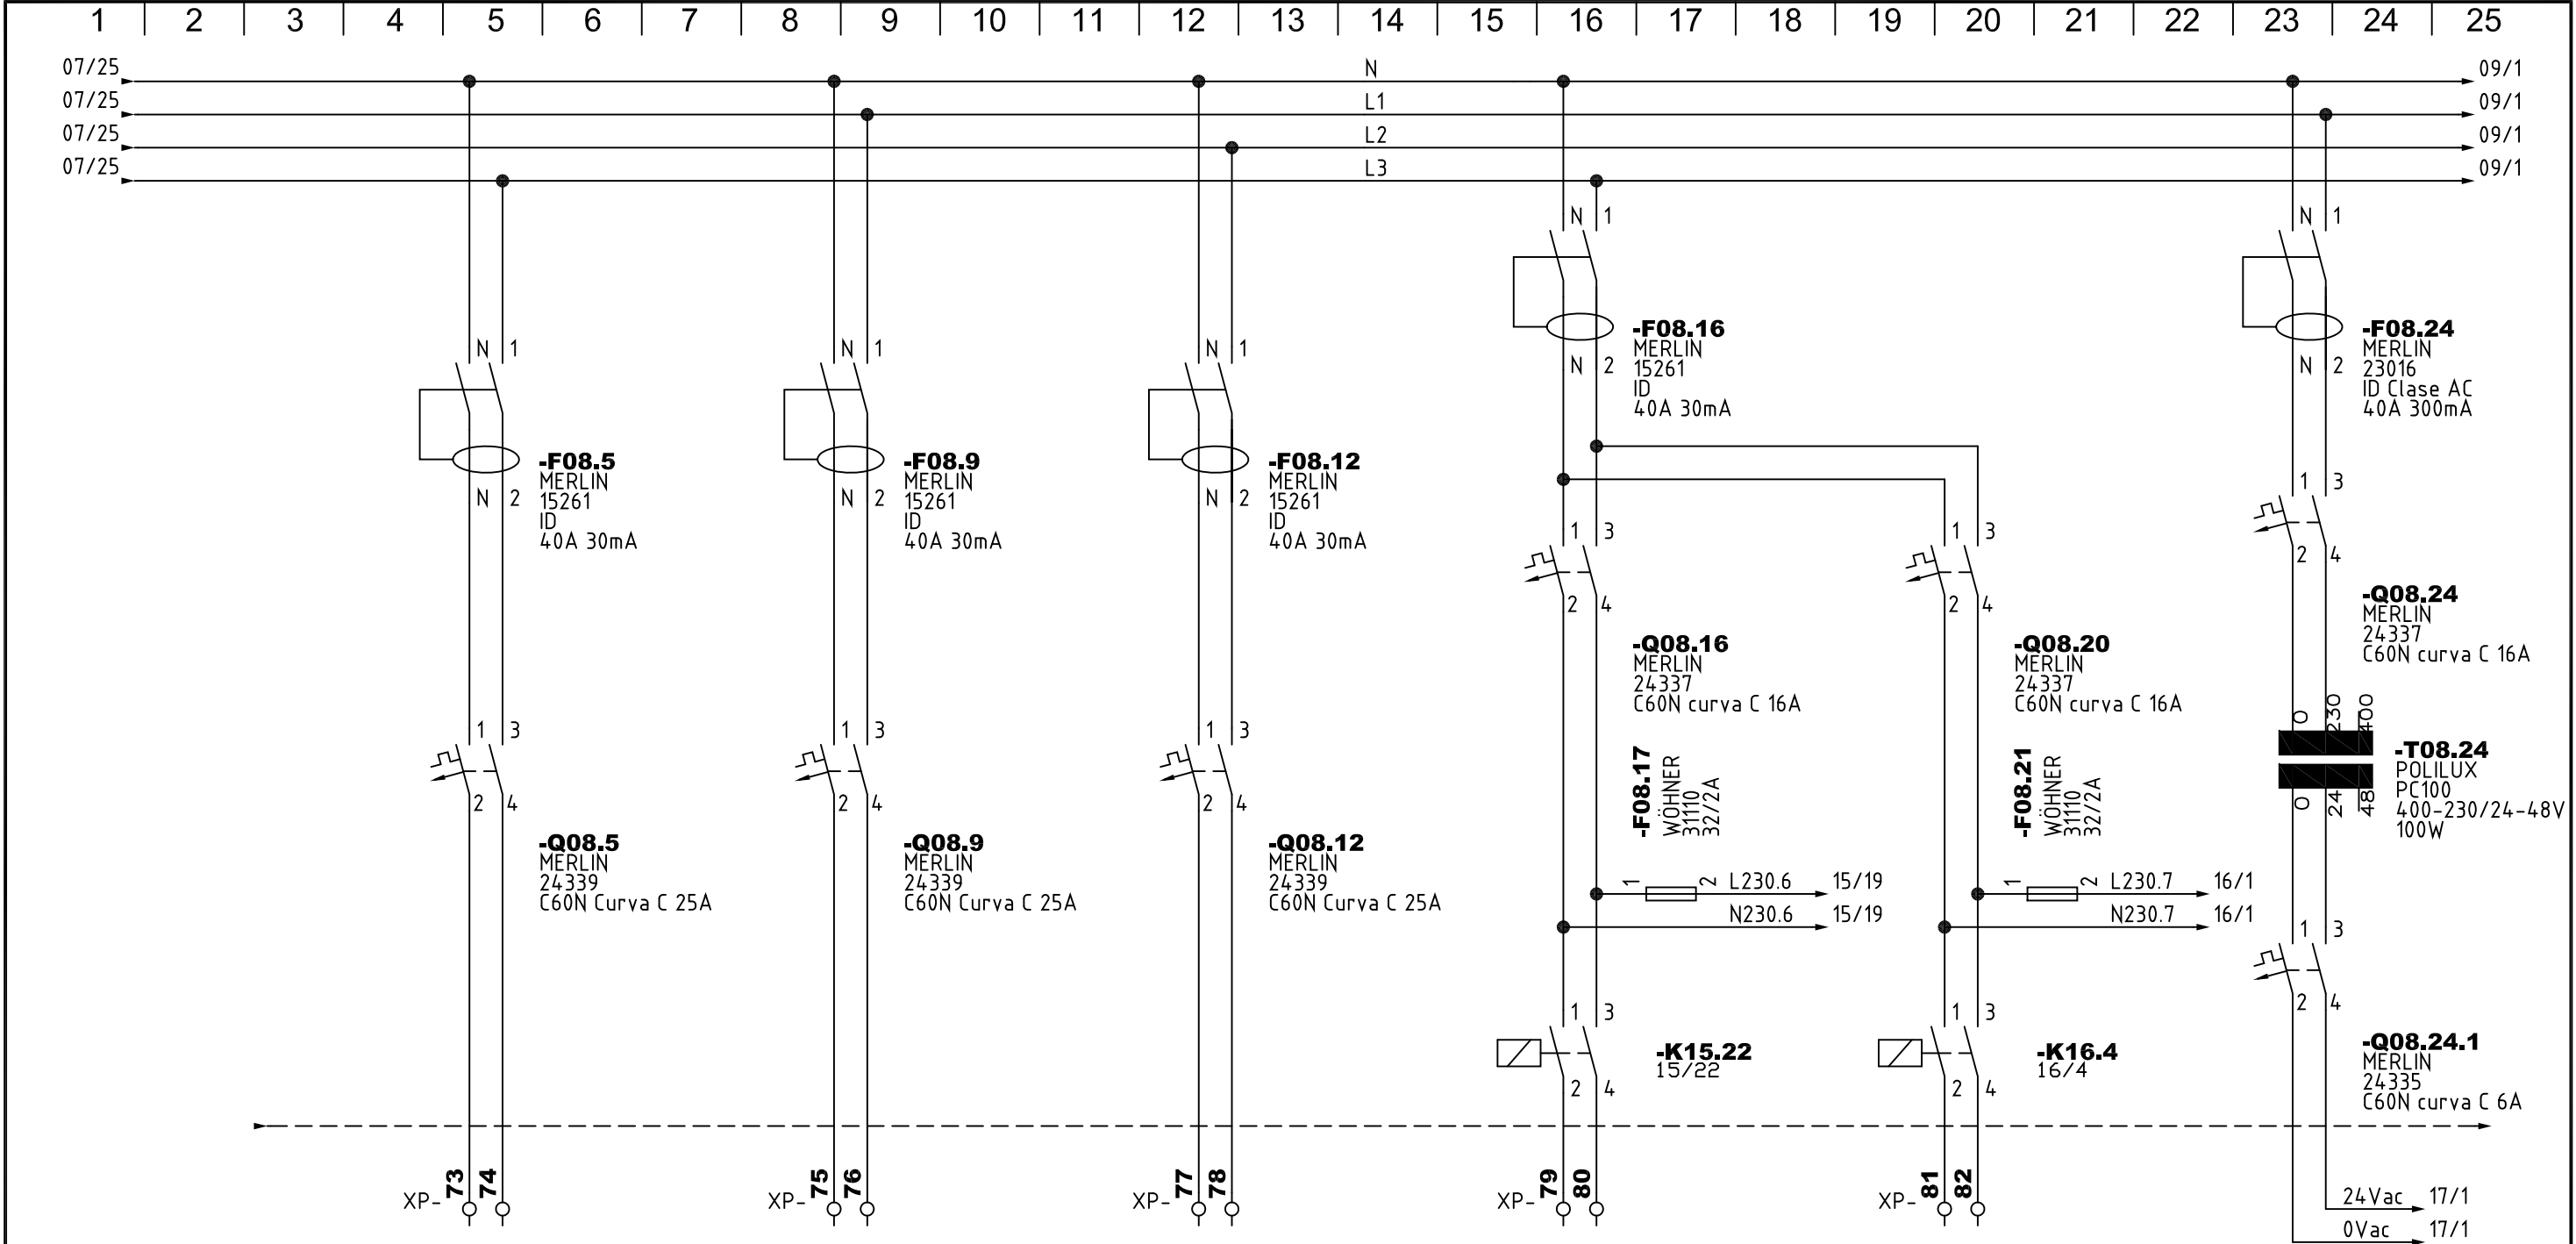 1 2 3 4 5 6 7 8 9 10 11 12 13 14 15 16 17 18 19 20 21 22 23 24 25
07/25 N 09/1
07/25 L1 09/1
07/25 L2 09/1
07/25 L3 09/1
N 1
N 2
-F08.5
MERLIN
15261
ID
40A 30mA
1 3
2 4
-Q08.5
MERLIN
24339
C60N Curva C 25A
XP- 73 74
N 1
N 2
-F08.9
MERLIN
15261
ID
40A 30mA
1 3
2 4
-Q08.9
MERLIN
24339
C60N Curva C 25A
XP- 75 76
N 1
N 2
-F08.12
MERLIN
15261
ID
40A 30mA
1 3
2 4
-Q08.12
MERLIN
24339
C60N Curva C 25A
XP- 77 78
N 1
N 2
-F08.16
MERLIN
15261
ID
40A 30mA
1 3
2 4
-Q08.16
MERLIN
24337
C60N curva C 16A
-F08.17
WÖHNER
31110
32/2A
1 2 L230.6 15/19
N230.6 15/19
1 3
2 4
-K15.22
15/22
XP- 79 80
1 3
2 4
-Q08.20
MERLIN
24337
C60N curva C 16A
-F08.21
WÖHNER
31110
32/2A
1 2 L230.7 16/1
N230.7 16/1
1 3
2 4
-K16.4
16/4
XP- 81 82
N 1
N 2
-F08.24
MERLIN
23016
ID Clase AC
40A 300mA
1 3
2 4
-Q08.24
MERLIN
24337
C60N curva C 16A
0 230 400
0 24 48
-T08.24
POLILUX
PC100
400-230/24-48V
100W
1 3
2 4
-Q08.24.1
MERLIN
24335
C60N curva C 6A
24Vac 17/1
0Vac 17/1